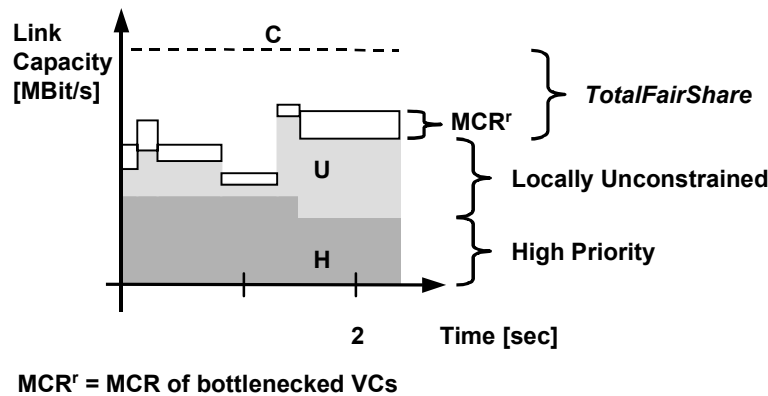 Link
Capacity
[MBit/s]
C
TotalFairShare
MCRʳ
U
Locally Unconstrained
H
High Priority
2
Time [sec]
MCRʳ = MCR of bottlenecked VCs